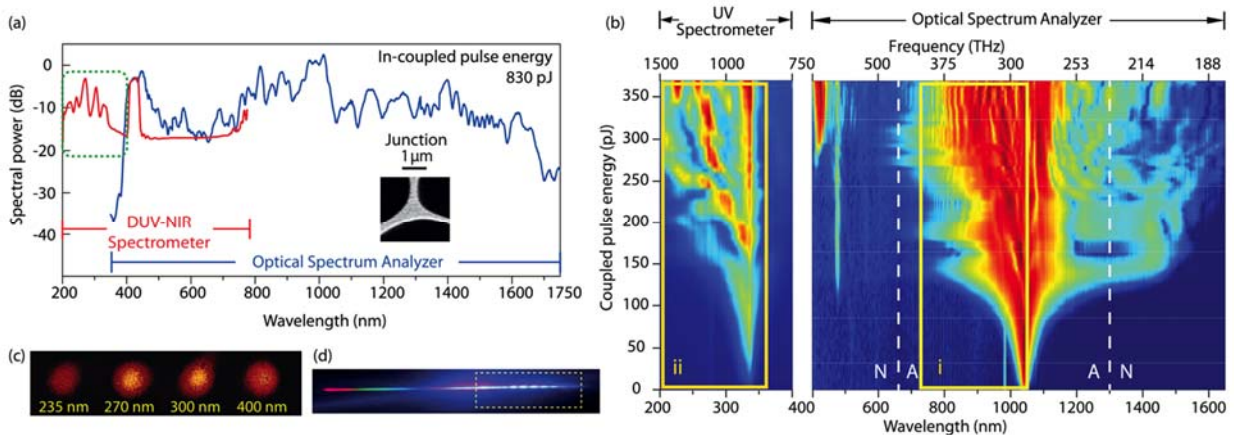 (a)
In-coupled pulse energy
830 pJ
Spectral power (dB)
0
-10
-20
-30
-40
Junction
1 μm
DUV-NIR
Spectrometer
Optical Spectrum Analyzer
200 400 600 800 1000 1200 1400 1600 1750
Wavelength (nm)
(b)
UV
Spectrometer
Optical Spectrum Analyzer
Frequency (THz)
1500 1000 750 700 500 375 300 253 214 188
Coupled pulse energy (pJ)
350
300
250
200
150
100
50
0
ii
N A
i
A N
200 300 400 400 600 800 1000 1200 1400 1600
Wavelength (nm)
(c)
235 nm 270 nm 300 nm 400 nm
(d)